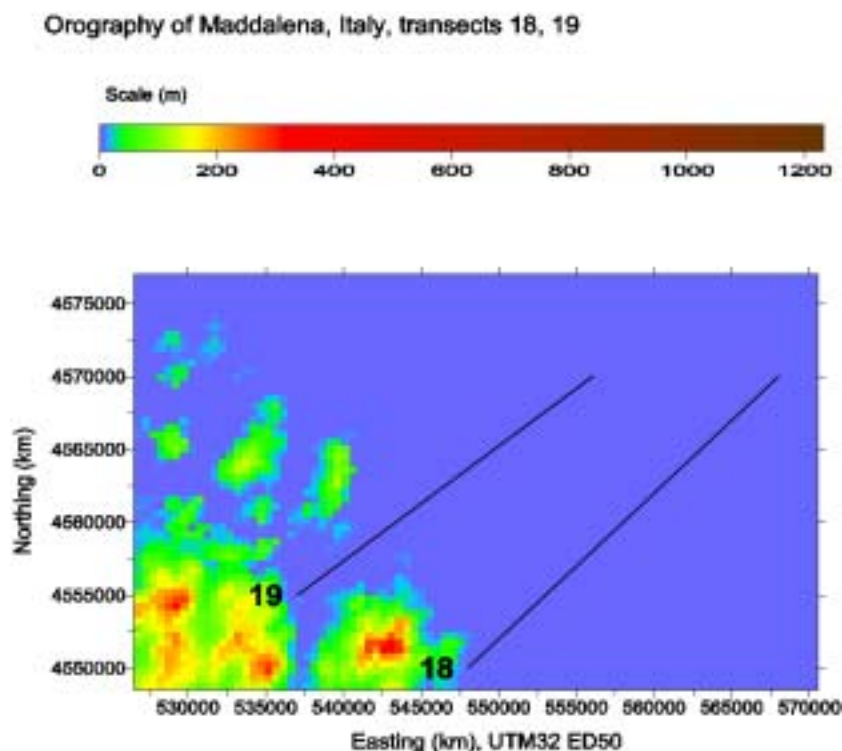 Orography of Maddalena, Italy, transects 18, 19
Scale (m)
0 200 400 600 800 1000 1200
4575000
4570000
4565000
4560000
4555000
4550000
Northing (km)
19
18
530000 535000 540000 545000 550000 555000 560000 565000 570000
Easting (km), UTM32 ED50